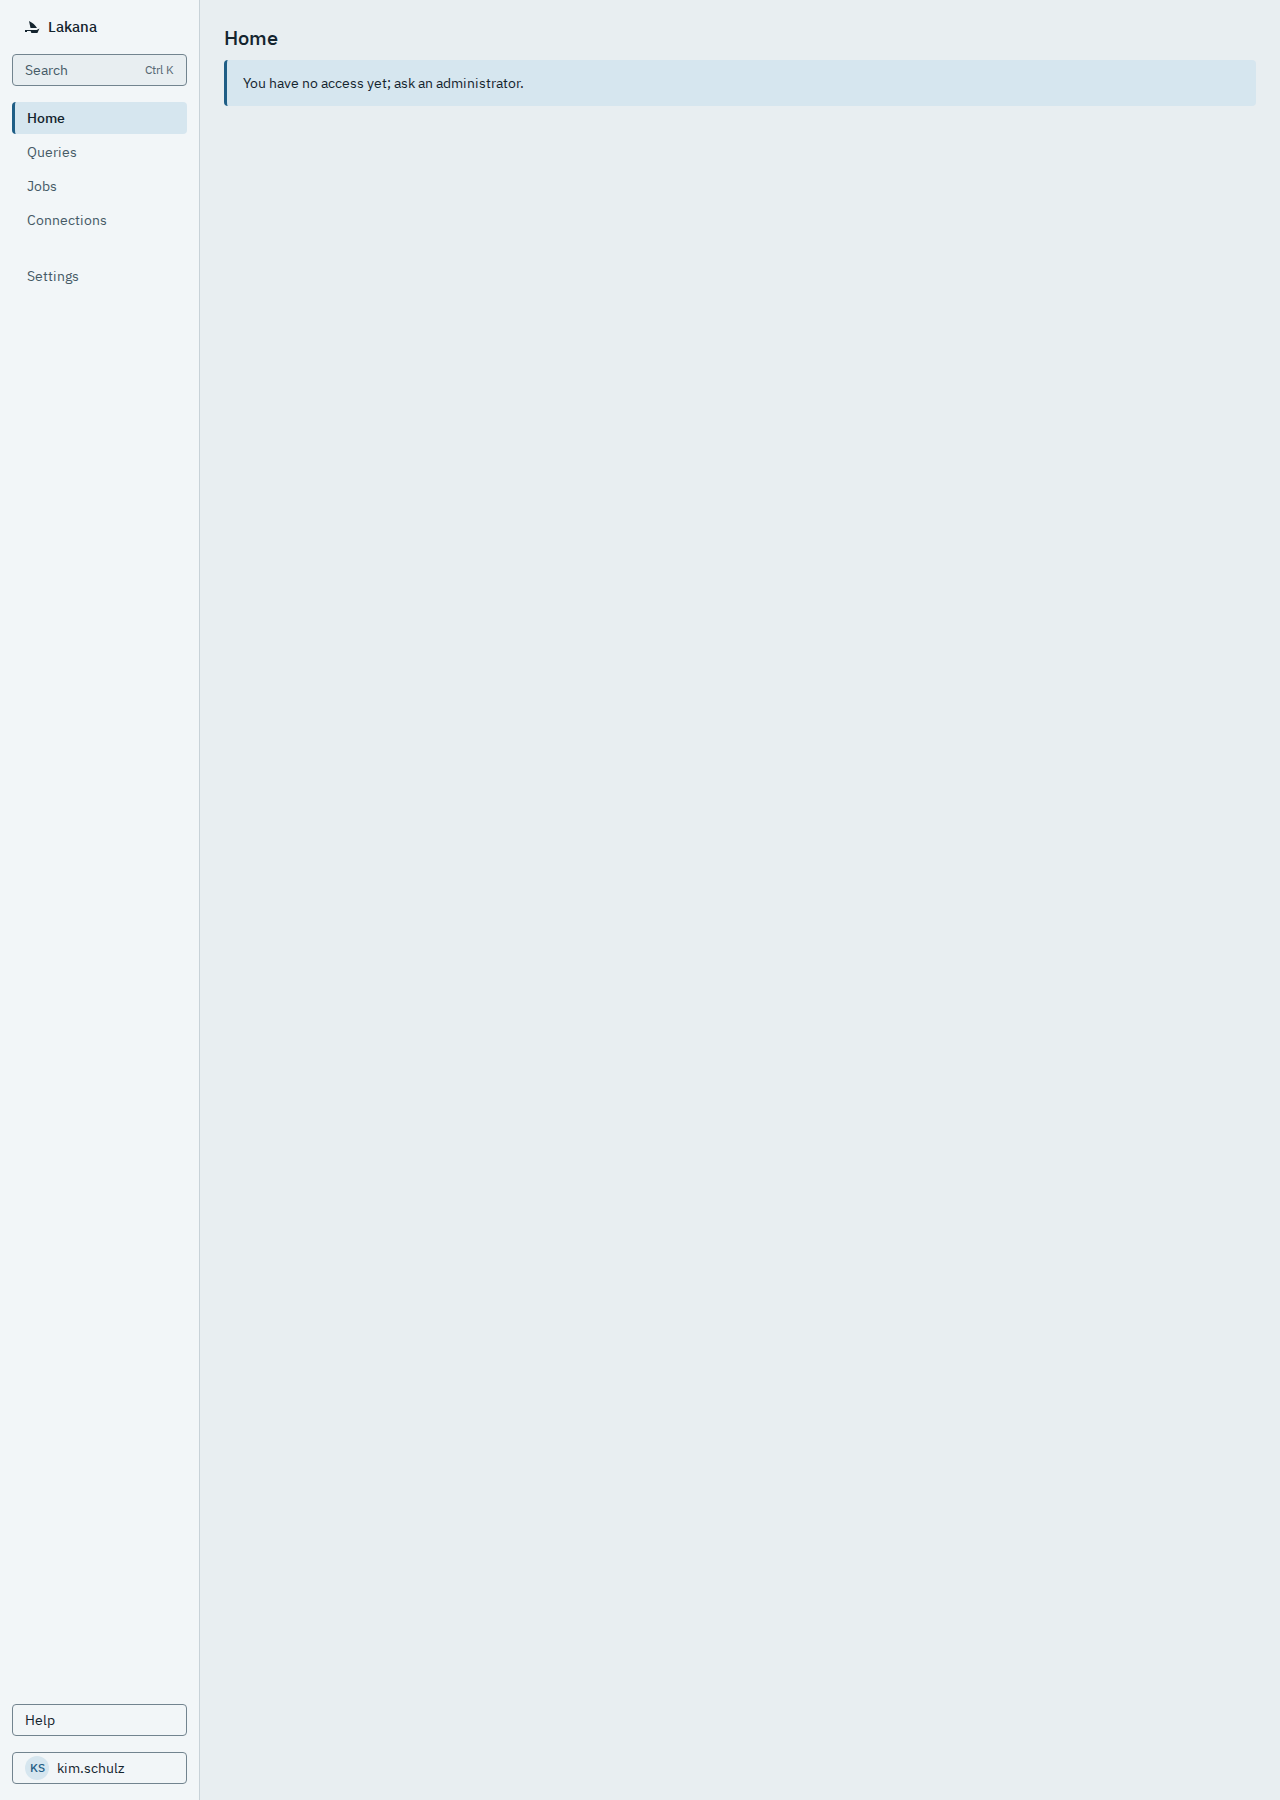 Lakana
Search Ctrl K
Home
Queries
Jobs
Connections
Settings
Help
KS kim.schulz
Home
You have no access yet; ask an administrator.